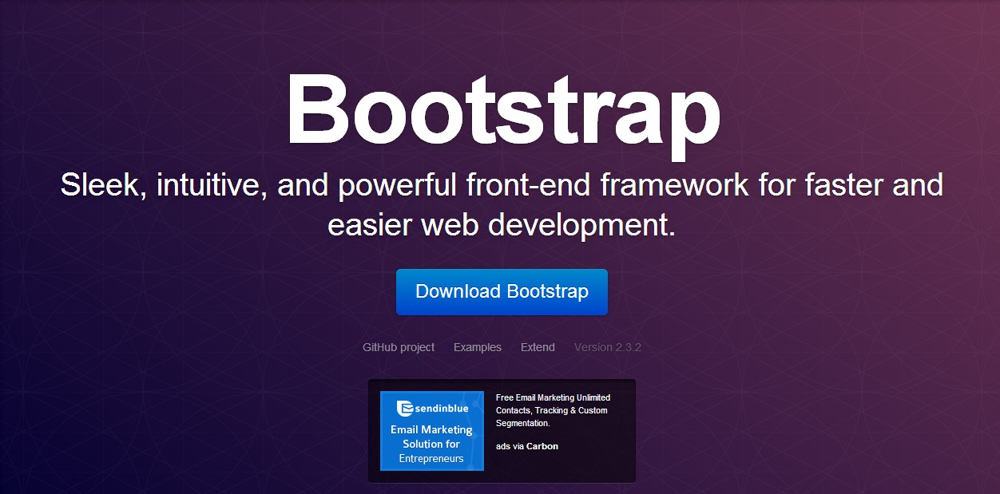 Bootstrap
Sleek, intuitive, and powerful front-end framework for faster and
easier web development.
Download Bootstrap
GitHub project Examples Extend Version 2.3.2
sendinblue
Email Marketing
Solution for
Entrepreneurs
Free Email Marketing Unlimited
Contacts, Tracking & Custom
Segmentation.
ads via Carbon